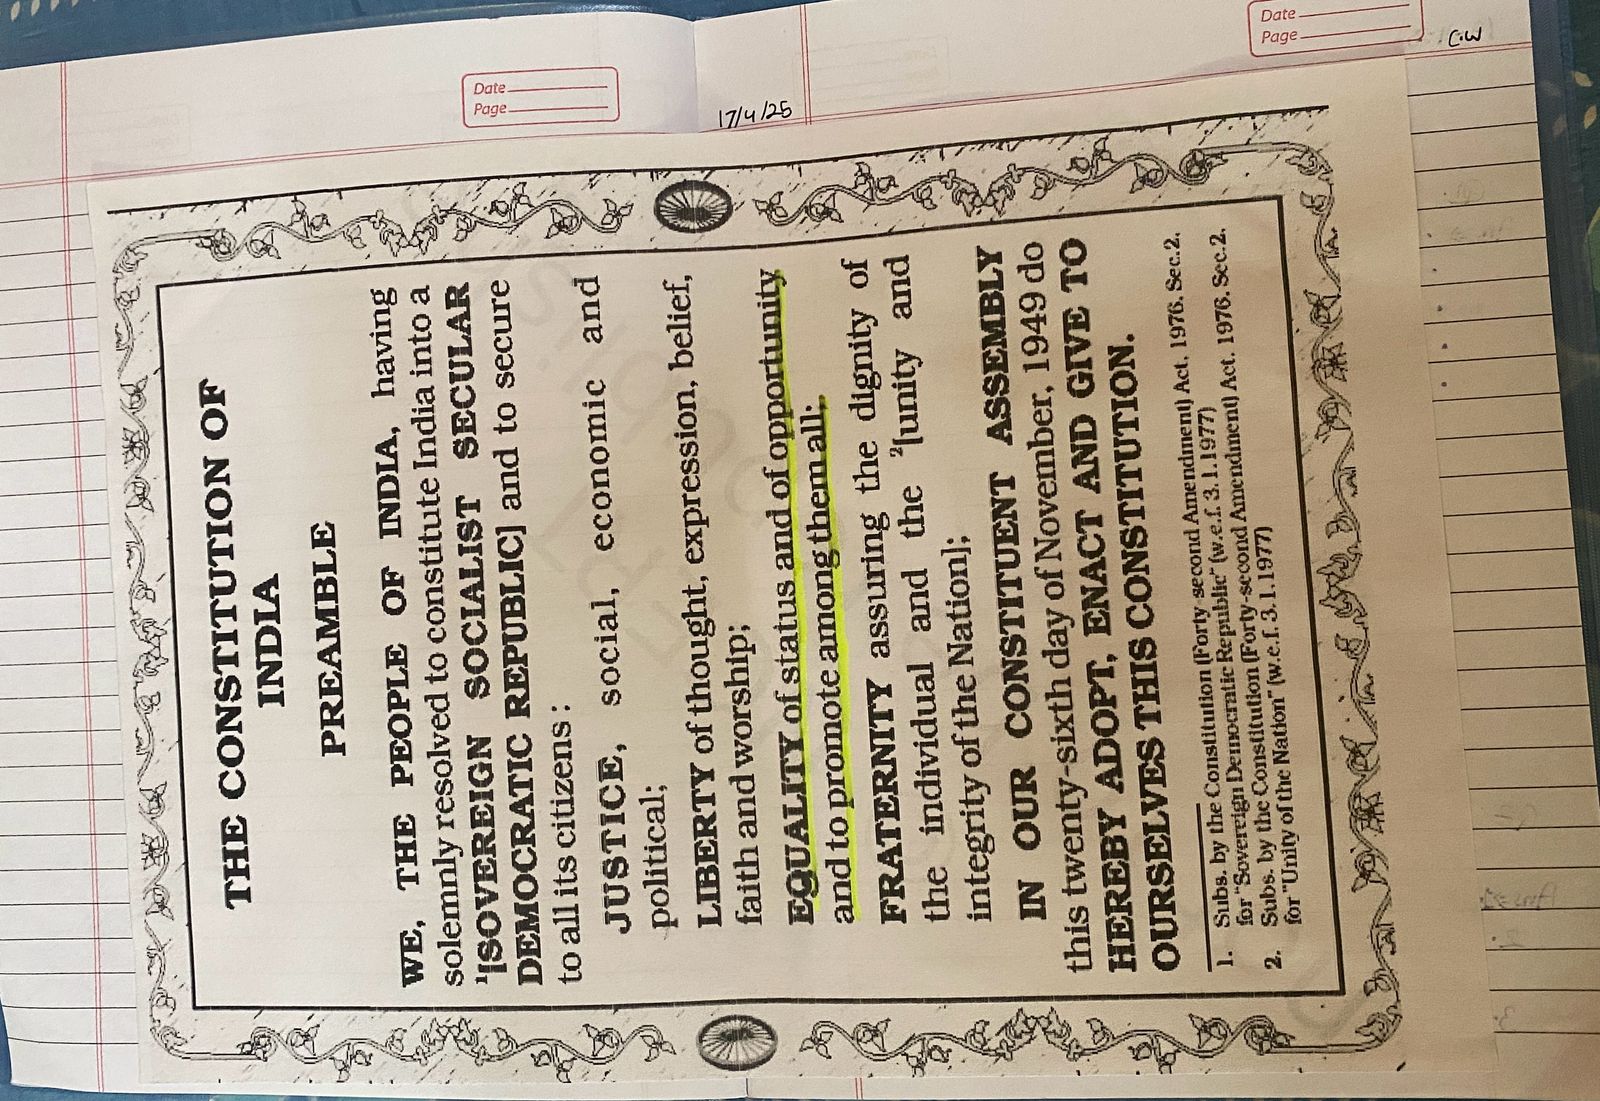 Date
Page
17/4/25
Date
Page
C.W
THE CONSTITUTION OF
INDIA
PREAMBLE
WE, THE PEOPLE OF INDIA, having
solemnly resolved to constitute India into a
¹[SOVEREIGN SOCIALIST SECULAR
DEMOCRATIC REPUBLIC] and to secure
to all its citizens :
JUSTICE, social, economic and
political;
LIBERTY of thought, expression, belief,
faith and worship;
EQUALITY of status and of opportunity
and to promote among them all;
FRATERNITY assuring the dignity of
the individual and the ²[unity and
integrity of the Nation];
IN OUR CONSTITUENT ASSEMBLY
this twenty-sixth day of November, 1949 do
HEREBY ADOPT, ENACT AND GIVE TO
OURSELVES THIS CONSTITUTION.
1. Subs. by the Constitution (Forty-second Amendment) Act. 1976. Sec.2.
for "Sovereign Democratic Republic" (w.e.f. 3.1.1977)
2. Subs. by the Constitution (Forty-second Amendment) Act. 1976. Sec.2.
for "Unity of the Nation" (w.e.f. 3.1.1977)